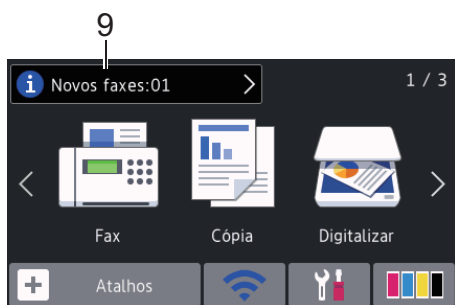 9
Novos faxes:01
1 / 3
Fax
Cópia
Digitalizar
Atalhos